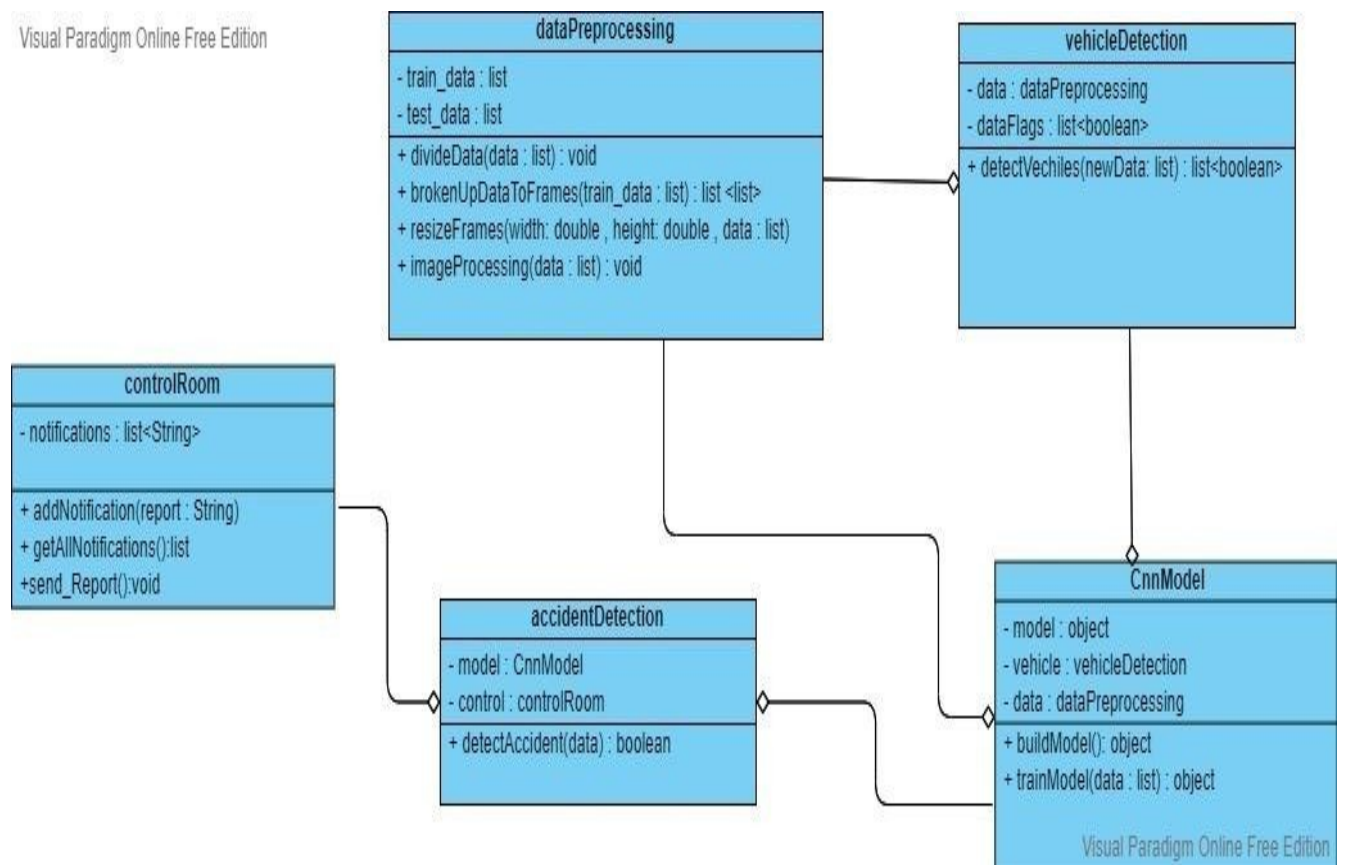 Visual Paradigm Online Free Edition
dataPreprocessing
- train_data : list
- test_data : list
+ divideData(data : list) : void
+ brokenUpDataToFrames(train_data : list) : list <list>
+ resizeFrames(width: double , height: double , data : list)
+ imageProcessing(data : list) : void
vehicleDetection
- data : dataPreprocessing
- dataFlags : list<boolean>
+ detectVechiles(newData: list) : list<boolean>
controlRoom
- notifications : list<String>
+ addNotification(report : String)
+ getAllNotifications():list
+send_Report():void
accidentDetection
- model : CnnModel
- control : controlRoom
+ detectAccident(data) : boolean
CnnModel
- model : object
- vehicle : vehicleDetection
- data : dataPreprocessing
+ buildModel(): object
+ trainModel(data : list) : object
Visual Paradigm Online Free Edition